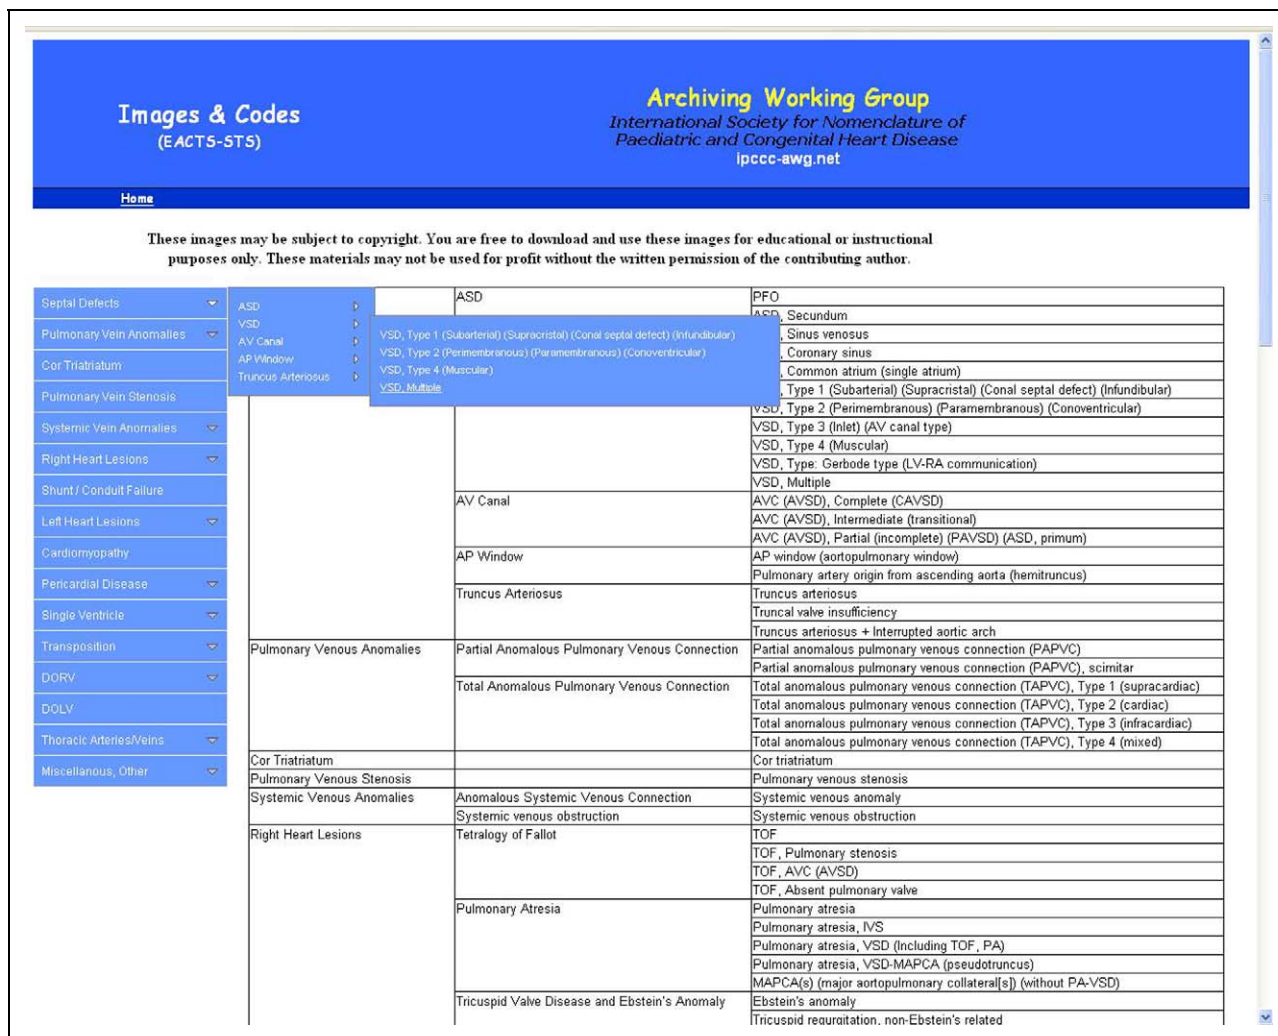 Images & Codes
(EACTS-STS)
Archiving Working Group
International Society for Nomenclature of
Paediatric and Congenital Heart Disease
ipccc-awg.net
Home
These images may be subject to copyright. You are free to download and use these images for educational or instructional
purposes only. These materials may not be used for profit without the written permission of the contributing author.
Septal Defects
Pulmonary Vein Anomalies
Cor Triatriatum
Pulmonary Vein Stenosis
Systemic Vein Anomalies
Right Heart Lesions
Shunt / Conduit Failure
Left Heart Lesions
Cardiomyopathy
Pericardial Disease
Single Ventricle
Transposition
DORV
DOLV
Thoracic Arteries/Veins
Miscellanous, Other
ASD
VSD
AV Canal
AP Window
Truncus Arteriosus
VSD, Type 1 (Subarterial) (Supracristal) (Conal septal defect) (Infundibular)
VSD, Type 2 (Perimembranous) (Paramembranous) (Conoventricular)
VSD, Type 4 (Muscular)
VSD, Multiple
ASD PFO
ASD, Secundum
, Sinus venosus
, Coronary sinus
, Common atrium (single atrium)
, Type 1 (Subarterial) (Supracristal) (Conal septal defect) (Infundibular)
VSD, Type 2 (Perimembranous) (Paramembranous) (Conoventricular)
VSD, Type 3 (Inlet) (AV canal type)
VSD, Type 4 (Muscular)
VSD, Type: Gerbode type (LV-RA communication)
VSD, Multiple
AV Canal AVC (AVSD), Complete (CAVSD)
AVC (AVSD), Intermediate (transitional)
AVC (AVSD), Partial (incomplete) (PAVSD) (ASD, primum)
AP Window AP window (aortopulmonary window)
Pulmonary artery origin from ascending aorta (hemitruncus)
Truncus Arteriosus Truncus arteriosus
Truncal valve insufficiency
Truncus arteriosus + Interrupted aortic arch
Pulmonary Venous Anomalies Partial Anomalous Pulmonary Venous Connection Partial anomalous pulmonary venous connection (PAPVC)
Partial anomalous pulmonary venous connection (PAPVC), scimitar
Total Anomalous Pulmonary Venous Connection Total anomalous pulmonary venous connection (TAPVC), Type 1 (supracardiac)
Total anomalous pulmonary venous connection (TAPVC), Type 2 (cardiac)
Total anomalous pulmonary venous connection (TAPVC), Type 3 (infracardiac)
Total anomalous pulmonary venous connection (TAPVC), Type 4 (mixed)
Cor Triatriatum Cor triatriatum
Pulmonary Venous Stenosis Pulmonary venous stenosis
Systemic Venous Anomalies Anomalous Systemic Venous Connection Systemic venous anomaly
Systemic venous obstruction Systemic venous obstruction
Right Heart Lesions Tetralogy of Fallot TOF
TOF, Pulmonary stenosis
TOF, AVC (AVSD)
TOF, Absent pulmonary valve
Pulmonary Atresia Pulmonary atresia
Pulmonary atresia, IVS
Pulmonary atresia, VSD (Including TOF, PA)
Pulmonary atresia, VSD-MAPCA (pseudotruncus)
MAPCA(s) (major aortopulmonary collateral[s]) (without PA-VSD)
Tricuspid Valve Disease and Ebstein's Anomaly Ebstein's anomaly
Tricuspid regurgitation, non-Ebstein's related